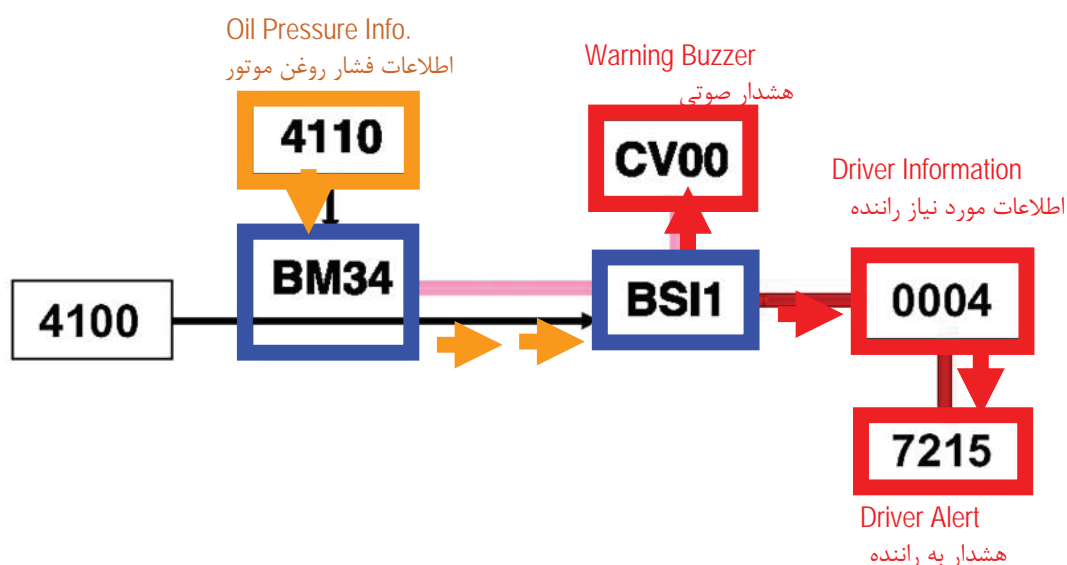 Oil Pressure Info.
اطلاعات فشار روغن موتور
4110
Warning Buzzer
هشدار صوتی
CV00
Driver Information
اطلاعات مورد نیاز راننده
4100
BM34
BSI1
0004
7215
Driver Alert
هشدار به راننده